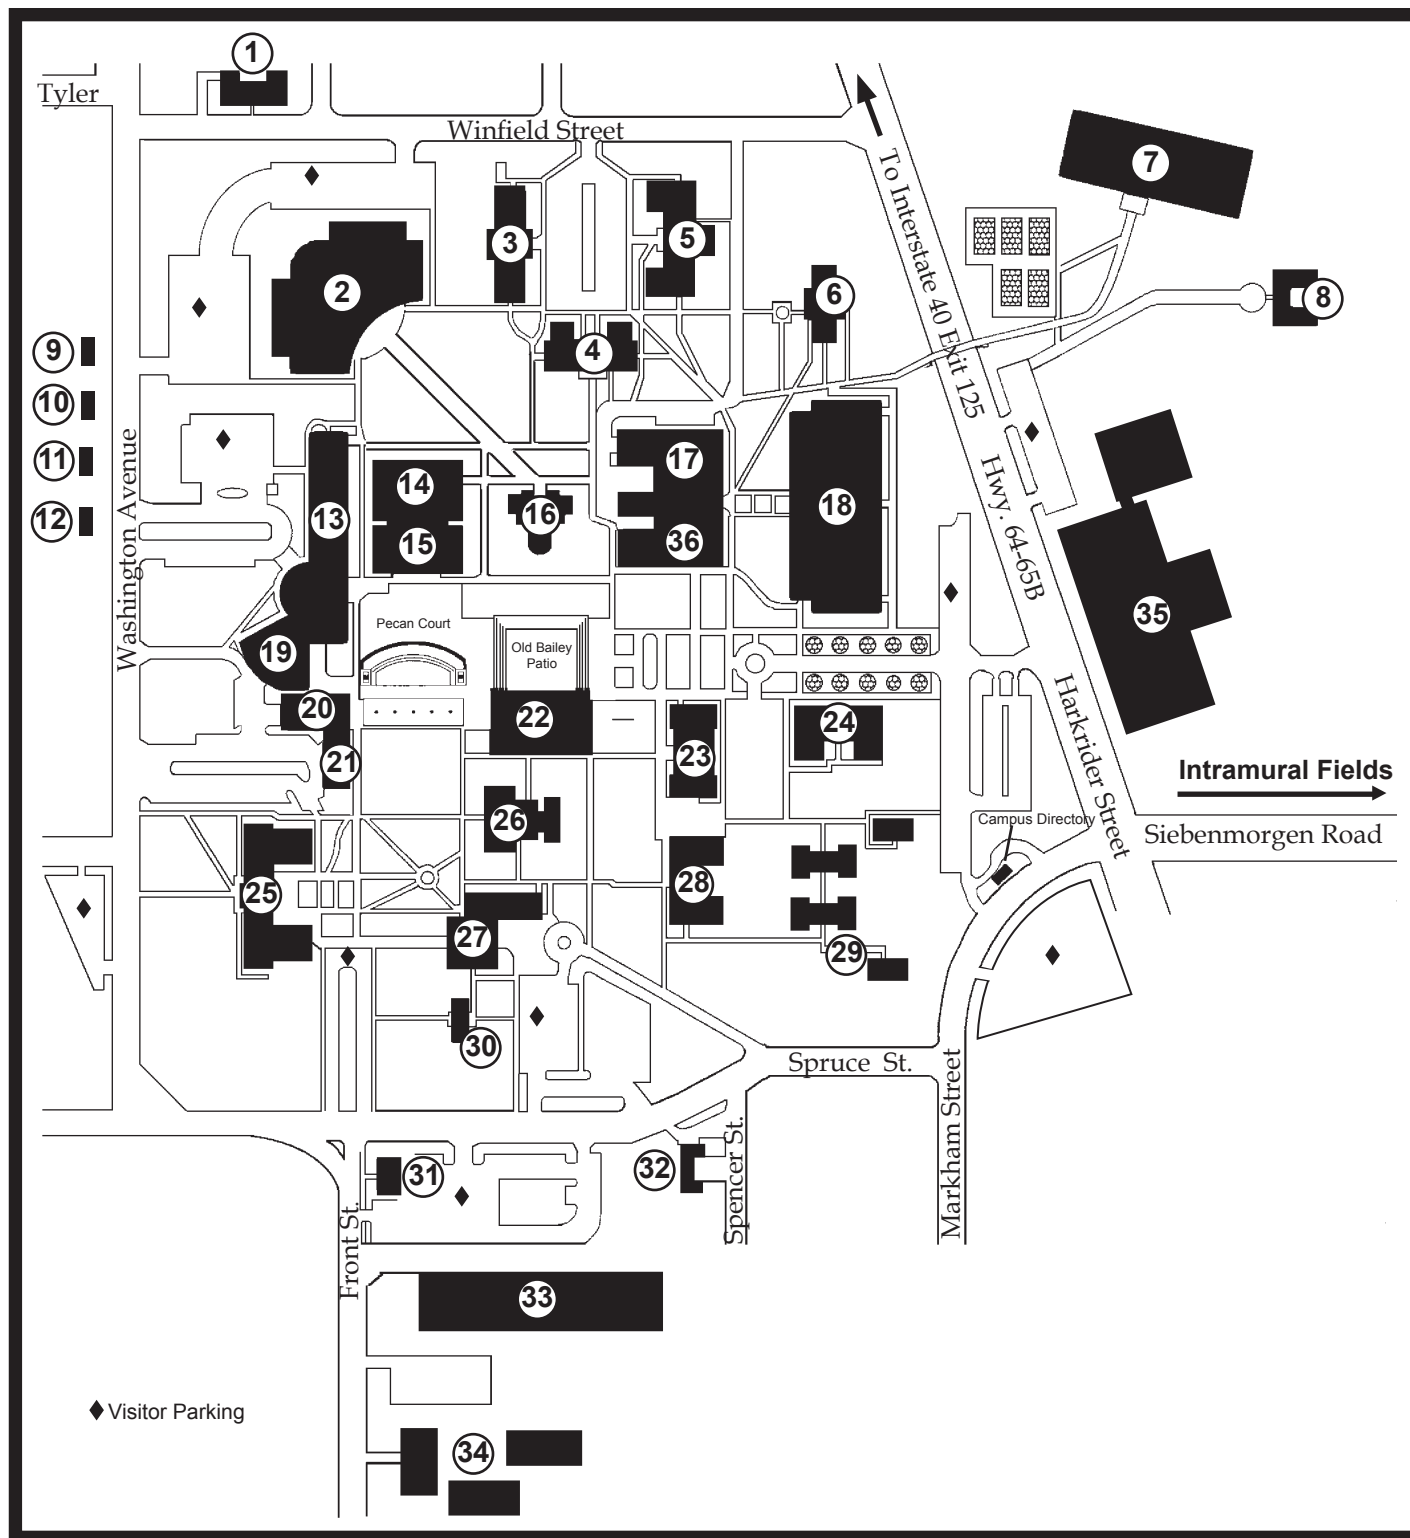 1
Tyler
Winfield Street
To Interstate 40 Exit 125
7
3
5
2
6
8
9
4
10
11
12
Washington Avenue
17
14
13
16
18
15
36
Hwy. 64-65B
35
Pecan Court
Old Bailey
Patio
19
20
22
24
21
23
Harkrider Street
Intramural Fields
26
Campus Directory
Siebenmorgen Road
25
28
27
29
30
Spruce St.
Markham Street
Spencer St.
31
32
Front St.
33
Visitor Parking
34